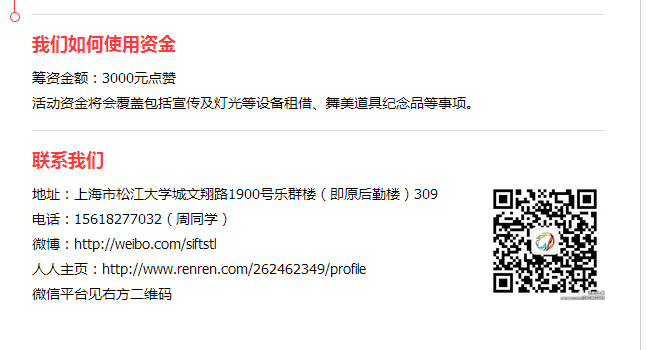 我们如何使用资金
筹资金额：3000元点赞
活动资金将会覆盖包括宣传及灯光等设备租借、舞美道具纪念品等事项。
联系我们
地址：上海市松江大学城文翔路1900号乐群楼（即原后勤楼）309
电话：15618277032（周同学）
微博：http://weibo.com/siftstl
人人主页：http://www.renren.com/262462349/profile
微信平台见右方二维码